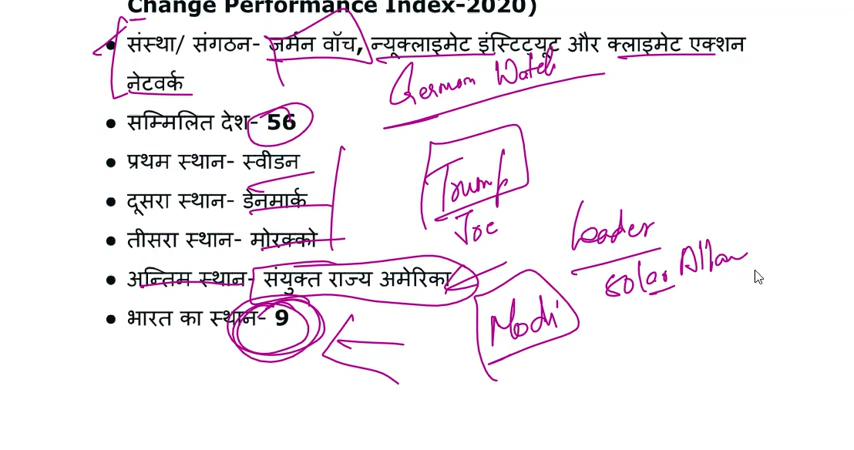 Change Performance Index-2020)
● संस्था/ संगठन- जर्मन वॉच, न्यूक्लाइमेट इंस्टिट्यूट और क्लाइमेट एक्शन
नेटवर्क
German Watch
● सम्मिलित देश- 56
● प्रथम स्थान- स्वीडन
● दूसरा स्थान- डेनमार्क
Trump
Joe
● तीसरा स्थान- मोरक्को
Leader
● अन्तिम स्थान- संयुक्त राज्य अमेरिका
Solar
● भारत का स्थान- 9
Modi